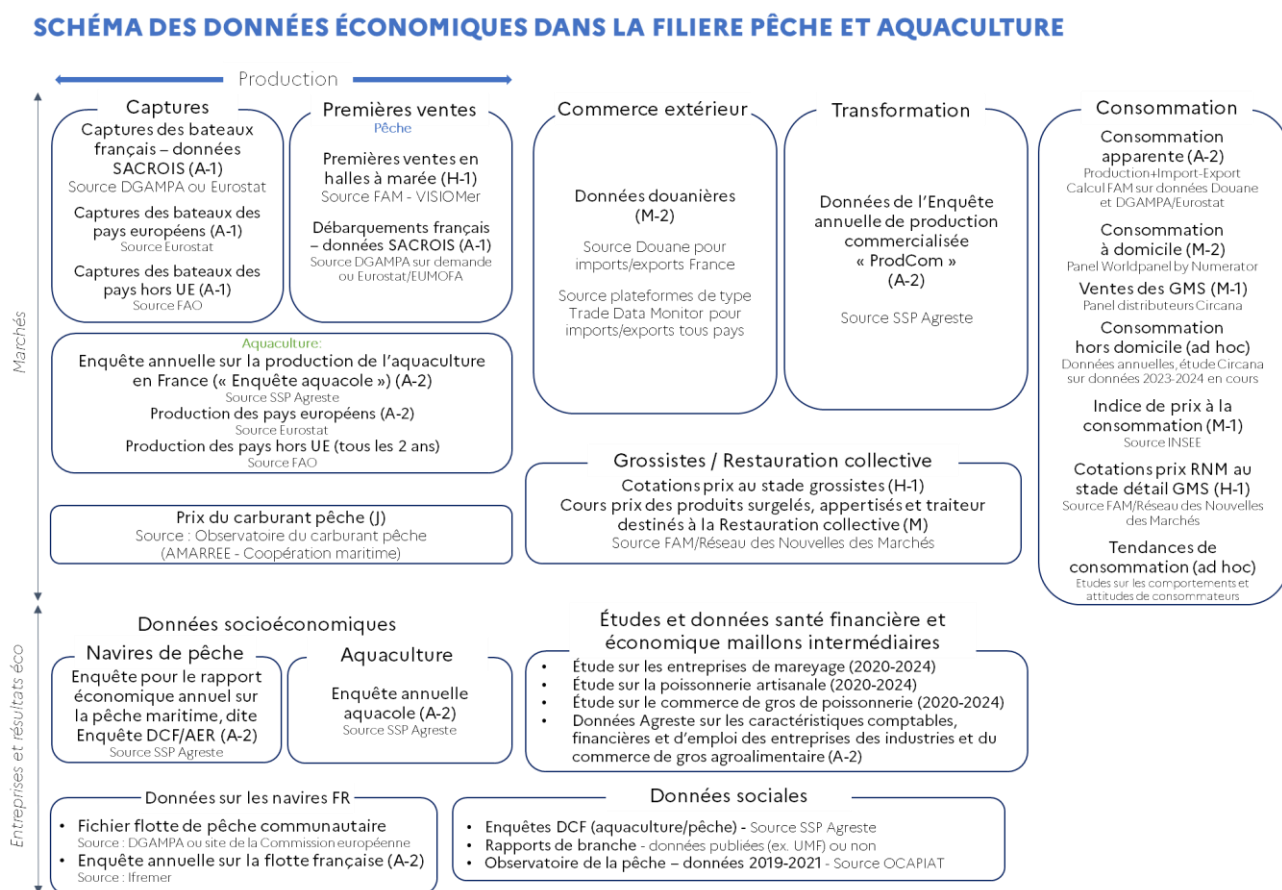 SCHÉMA DES DONNÉES ÉCONOMIQUES DANS LA FILIERE PÊCHE ET AQUACULTURE
Production
Marchés
Captures
Captures des bateaux
français – données
SACROIS (A-1)
Source DGAMPA ou Eurostat
Captures des bateaux des
pays européens (A-1)
Source Eurostat
Captures des bateaux des
pays hors UE (A-1)
Source FAO
Premières ventes
Pêche
Premières ventes en
halles à marée (H-1)
Source FAM - VISIOMer
Débarquements français
– données SACROIS (A-1)
Source DGAMPA sur demande
ou Eurostat/EUMOFA
Aquaculture:
Enquête annuelle sur la production de l'aquaculture
en France (« Enquête aquacole ») (A-2)
Source SSP Agreste
Production des pays européens (A-2)
Source Eurostat
Production des pays hors UE (tous les 2 ans)
Source FAO
Prix du carburant pêche (J)
Source : Observatoire du carburant pêche
(AMARREE - Coopération maritime)
Commerce extérieur
Données douanières
(M-2)
Source Douane pour
imports/exports France
Source plateformes de type
Trade Data Monitor pour
imports/exports tous pays
Transformation
Données de l'Enquête
annuelle de production
commercialisée
« ProdCom »
(A-2)
Source SSP Agreste
Grossistes / Restauration collective
Cotations prix au stade grossistes (H-1)
Cours prix des produits surgelés, appertisés et traiteur
destinés à la Restauration collective (M)
Source FAM/Réseau des Nouvelles des Marchés
Consommation
Consommation
apparente (A-2)
Production+Import-Export
Calcul FAM sur données Douane
et DGAMPA/Eurostat
Consommation
à domicile (M-2)
Panel Worldpanel by Numerator
Ventes des GMS (M-1)
Panel distributeurs Circana
Consommation
hors domicile (ad hoc)
Données annuelles, étude Circana
sur données 2023-2024 en cours
Indice de prix à la
consommation (M-1)
Source INSEE
Cotations prix RNM au
stade détail GMS (H-1)
Source FAM/Réseau des Nouvelles
des Marchés
Tendances de
consommation (ad hoc)
Etudes sur les comportements et
attitudes de consommateurs
Entreprises et résultats éco
Données socioéconomiques
Navires de pêche
Enquête pour le rapport
économique annuel sur
la pêche maritime, dite
Enquête DCF/AER (A-2)
Source SSP Agreste
Aquaculture
Enquête annuelle
aquacole (A-2)
Source SSP Agreste
Études et données santé financière et
économique maillons intermédiaires
• Étude sur les entreprises de mareyage (2020-2024)
• Étude sur la poissonnerie artisanale (2020-2024)
• Étude sur le commerce de gros de poissonnerie (2020-2024)
• Données Agreste sur les caractéristiques comptables,
financières et d'emploi des entreprises des industries et du
commerce de gros agroalimentaire (A-2)
Données sur les navires FR
• Fichier flotte de pêche communautaire
Source : DGAMPA ou site de la Commission européenne
• Enquête annuelle sur la flotte française (A-2)
Source : Ifremer
Données sociales
• Enquêtes DCF (aquaculture/pêche) - Source SSP Agreste
• Rapports de branche - données publiées (ex. UMF) ou non
• Observatoire de la pêche – données 2019-2021 - Source OCAPIAT